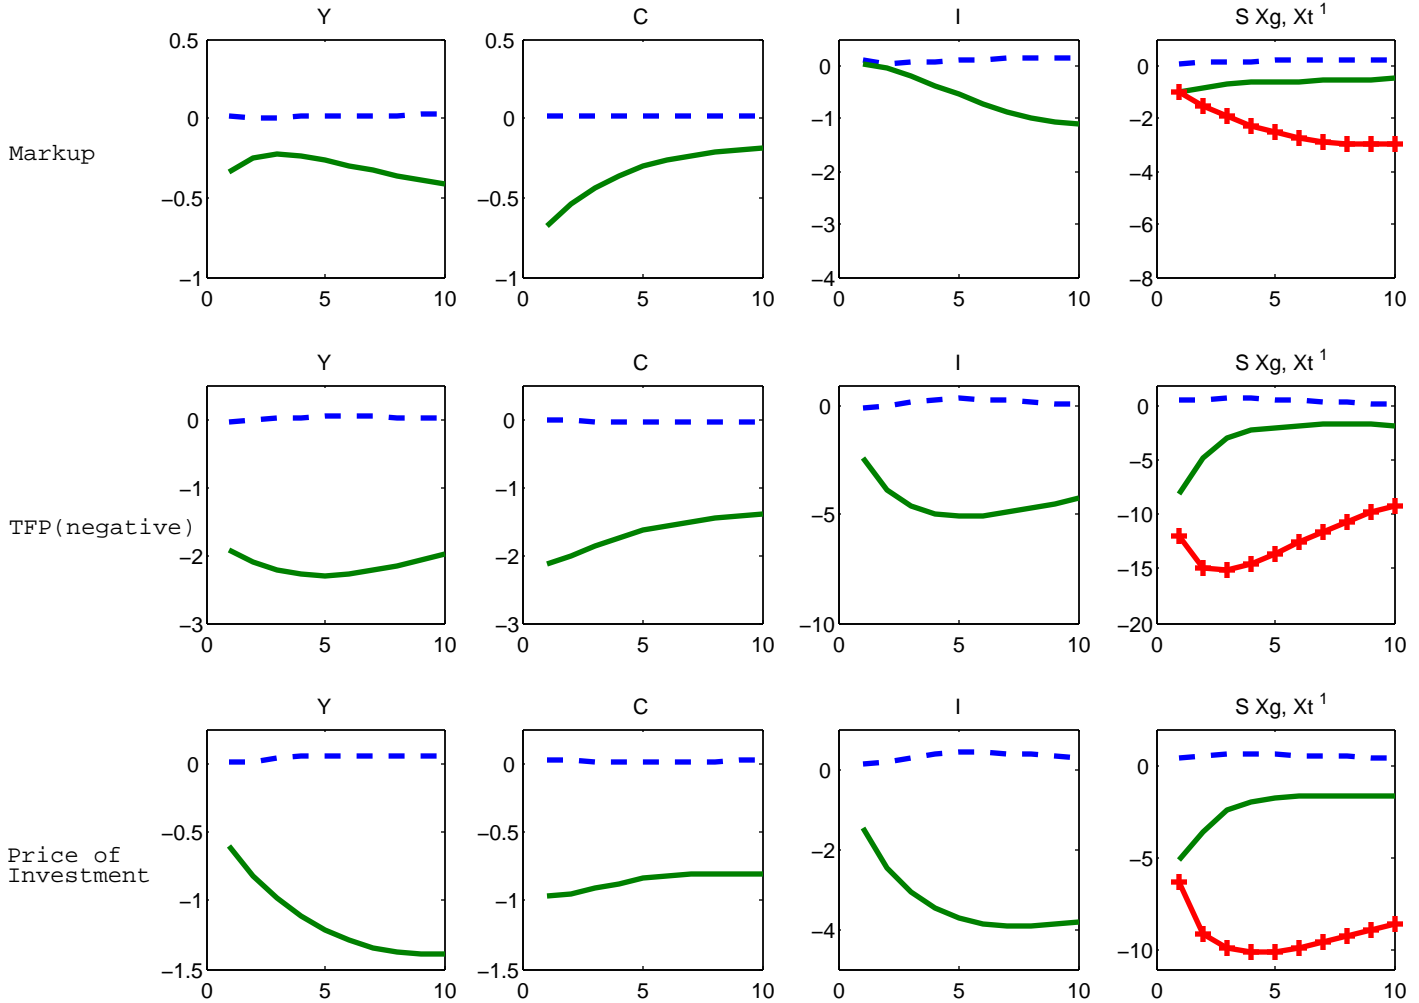 Y C I S Xg, Xt 1
0.5 0.5
0 0 0 0
−1 −2
Markup
−0.5 −0.5 −2 −4
−3 −6
−1 −1 −4 −8
0 5 10 0 5 10 0 5 10 0 5 10
Y C I S Xg, Xt 1
0 0 0 0
−1 −1 −5
−5 −10
TFP(negative)
−2 −2 −15
−3 −3 −10 −20
0 5 10 0 5 10 0 5 10 0 5 10
Y C I S Xg, Xt 1
0 0 0 0
−0.5 −0.5 −2 −5
Price of
Investment
−1 −1 −4 −10
−1.5 −1.5
0 5 10 0 5 10 0 5 10 0 5 10